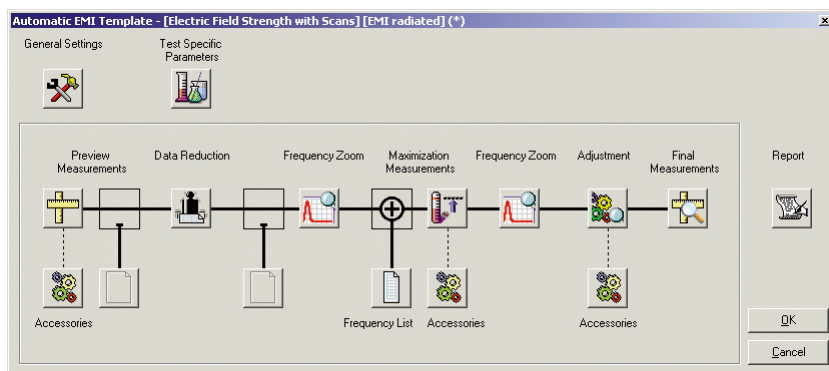 Automatic EMI Template - [Electric Field Strength with Scans] [EMI radiated] (*)
General Settings
Test Specific
Parameters
Preview
Measurements
Data Reduction
Frequency Zoom
Maximization
Measurements
Frequency Zoom
Adjustment
Final
Measurements
Report
Accessories
Frequency List
Accessories
Accessories
OK
Cancel